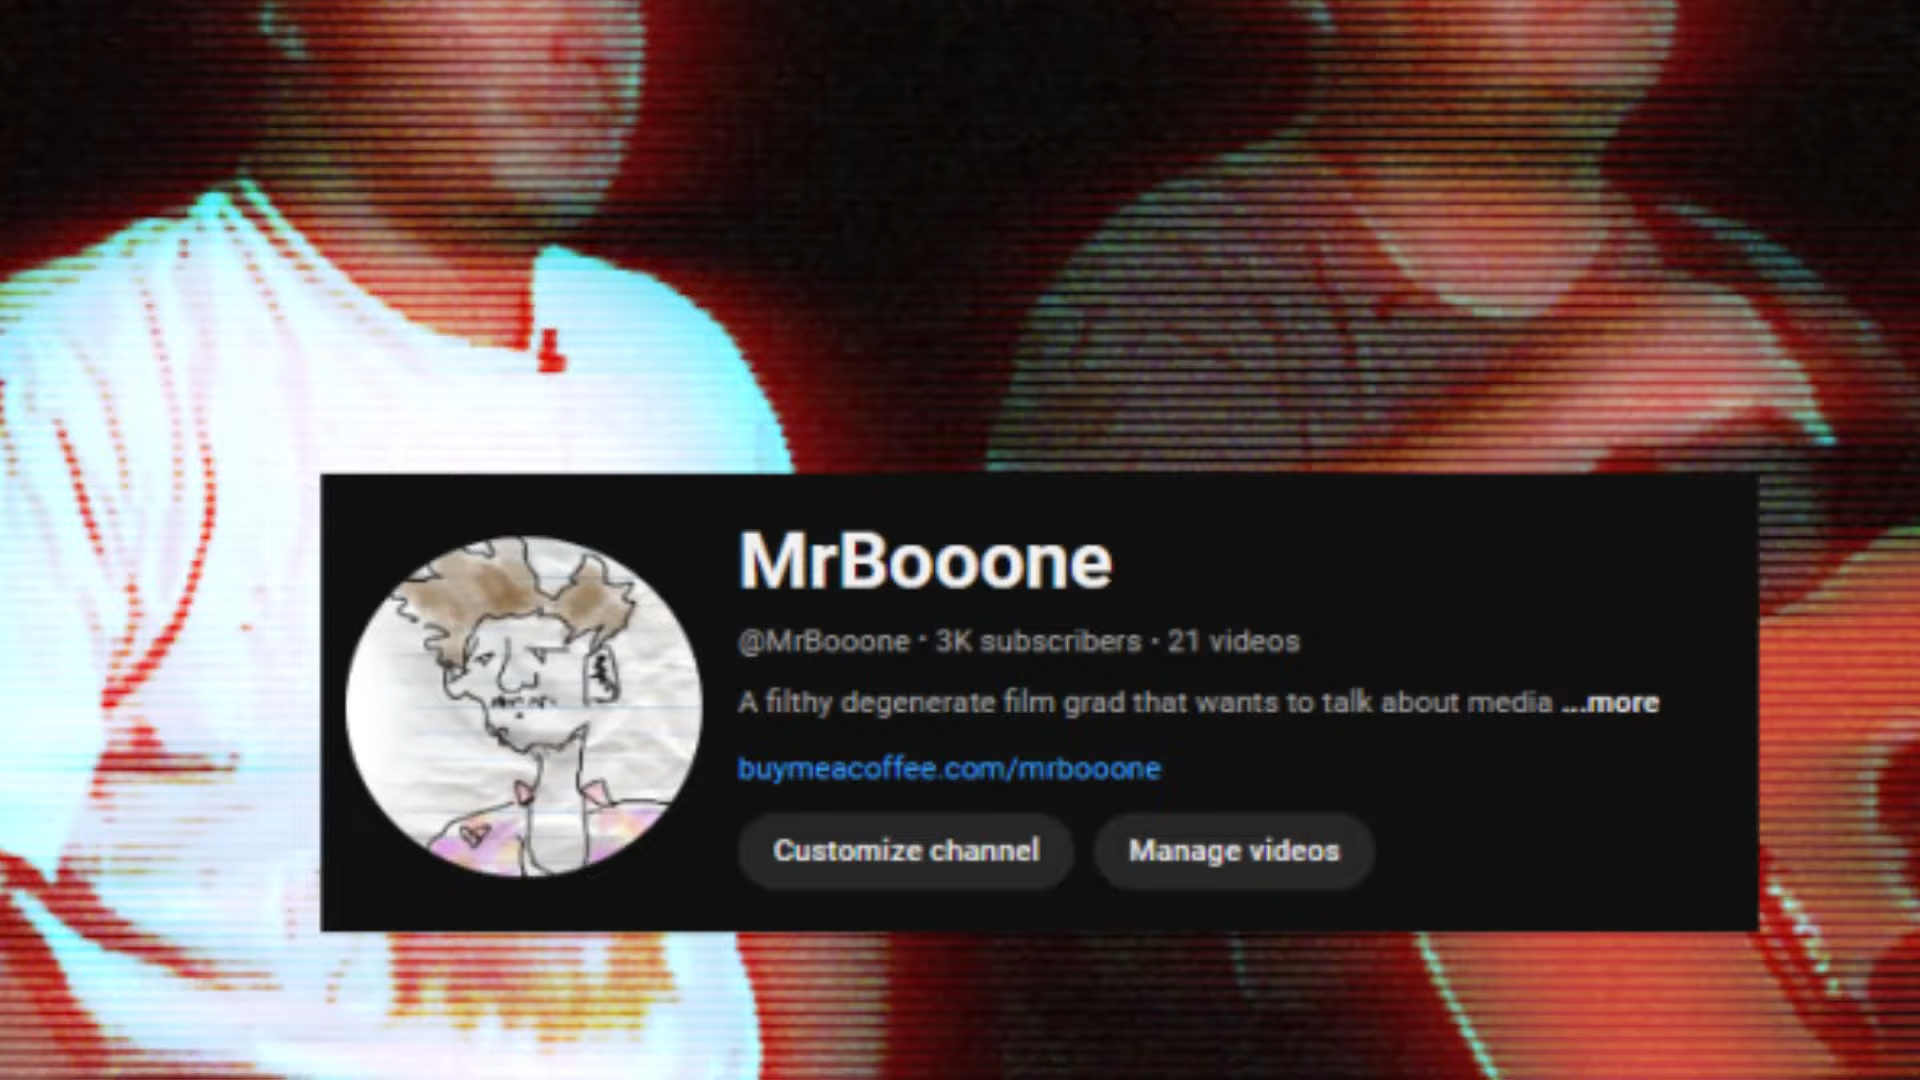 MrBooone
@MrBooone • 3K subscribers • 21 videos
A filthy degenerate film grad that wants to talk about media ...more
buymeacoffee.com/mrbooone
Customize channel
Manage videos